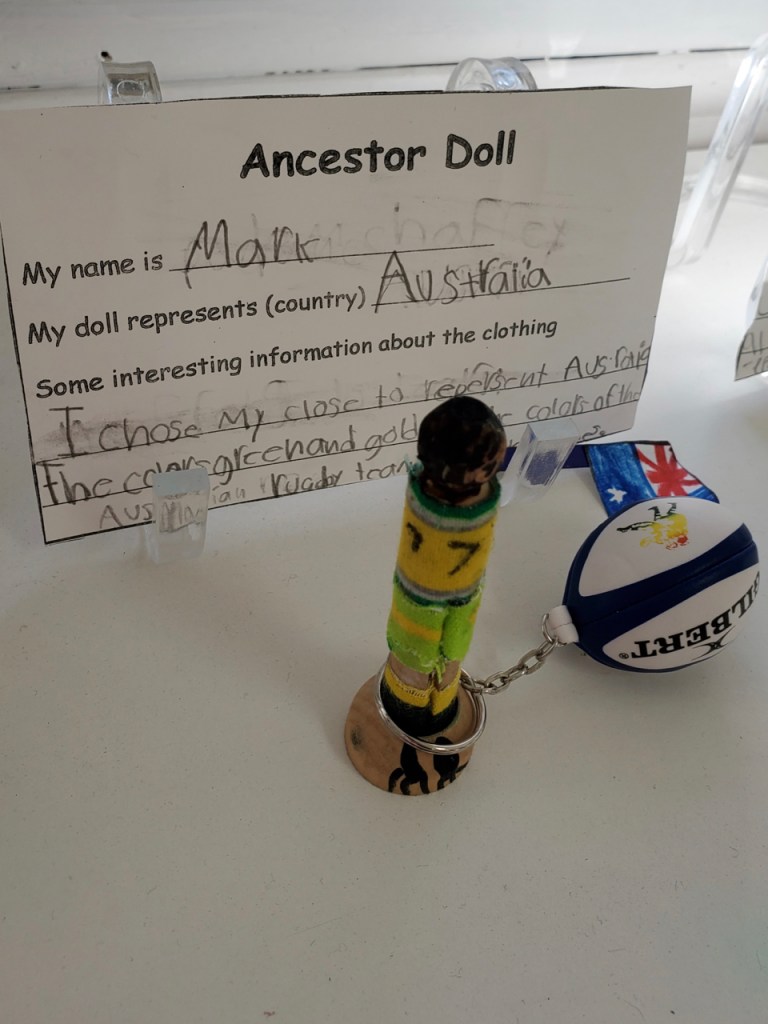 Ancestor Doll
My name is Mark
My doll represents (country) Australia
Some interesting information about the clothing
I chose My close to
The colors green and gold colors of the
rugby team
77
GILBERT